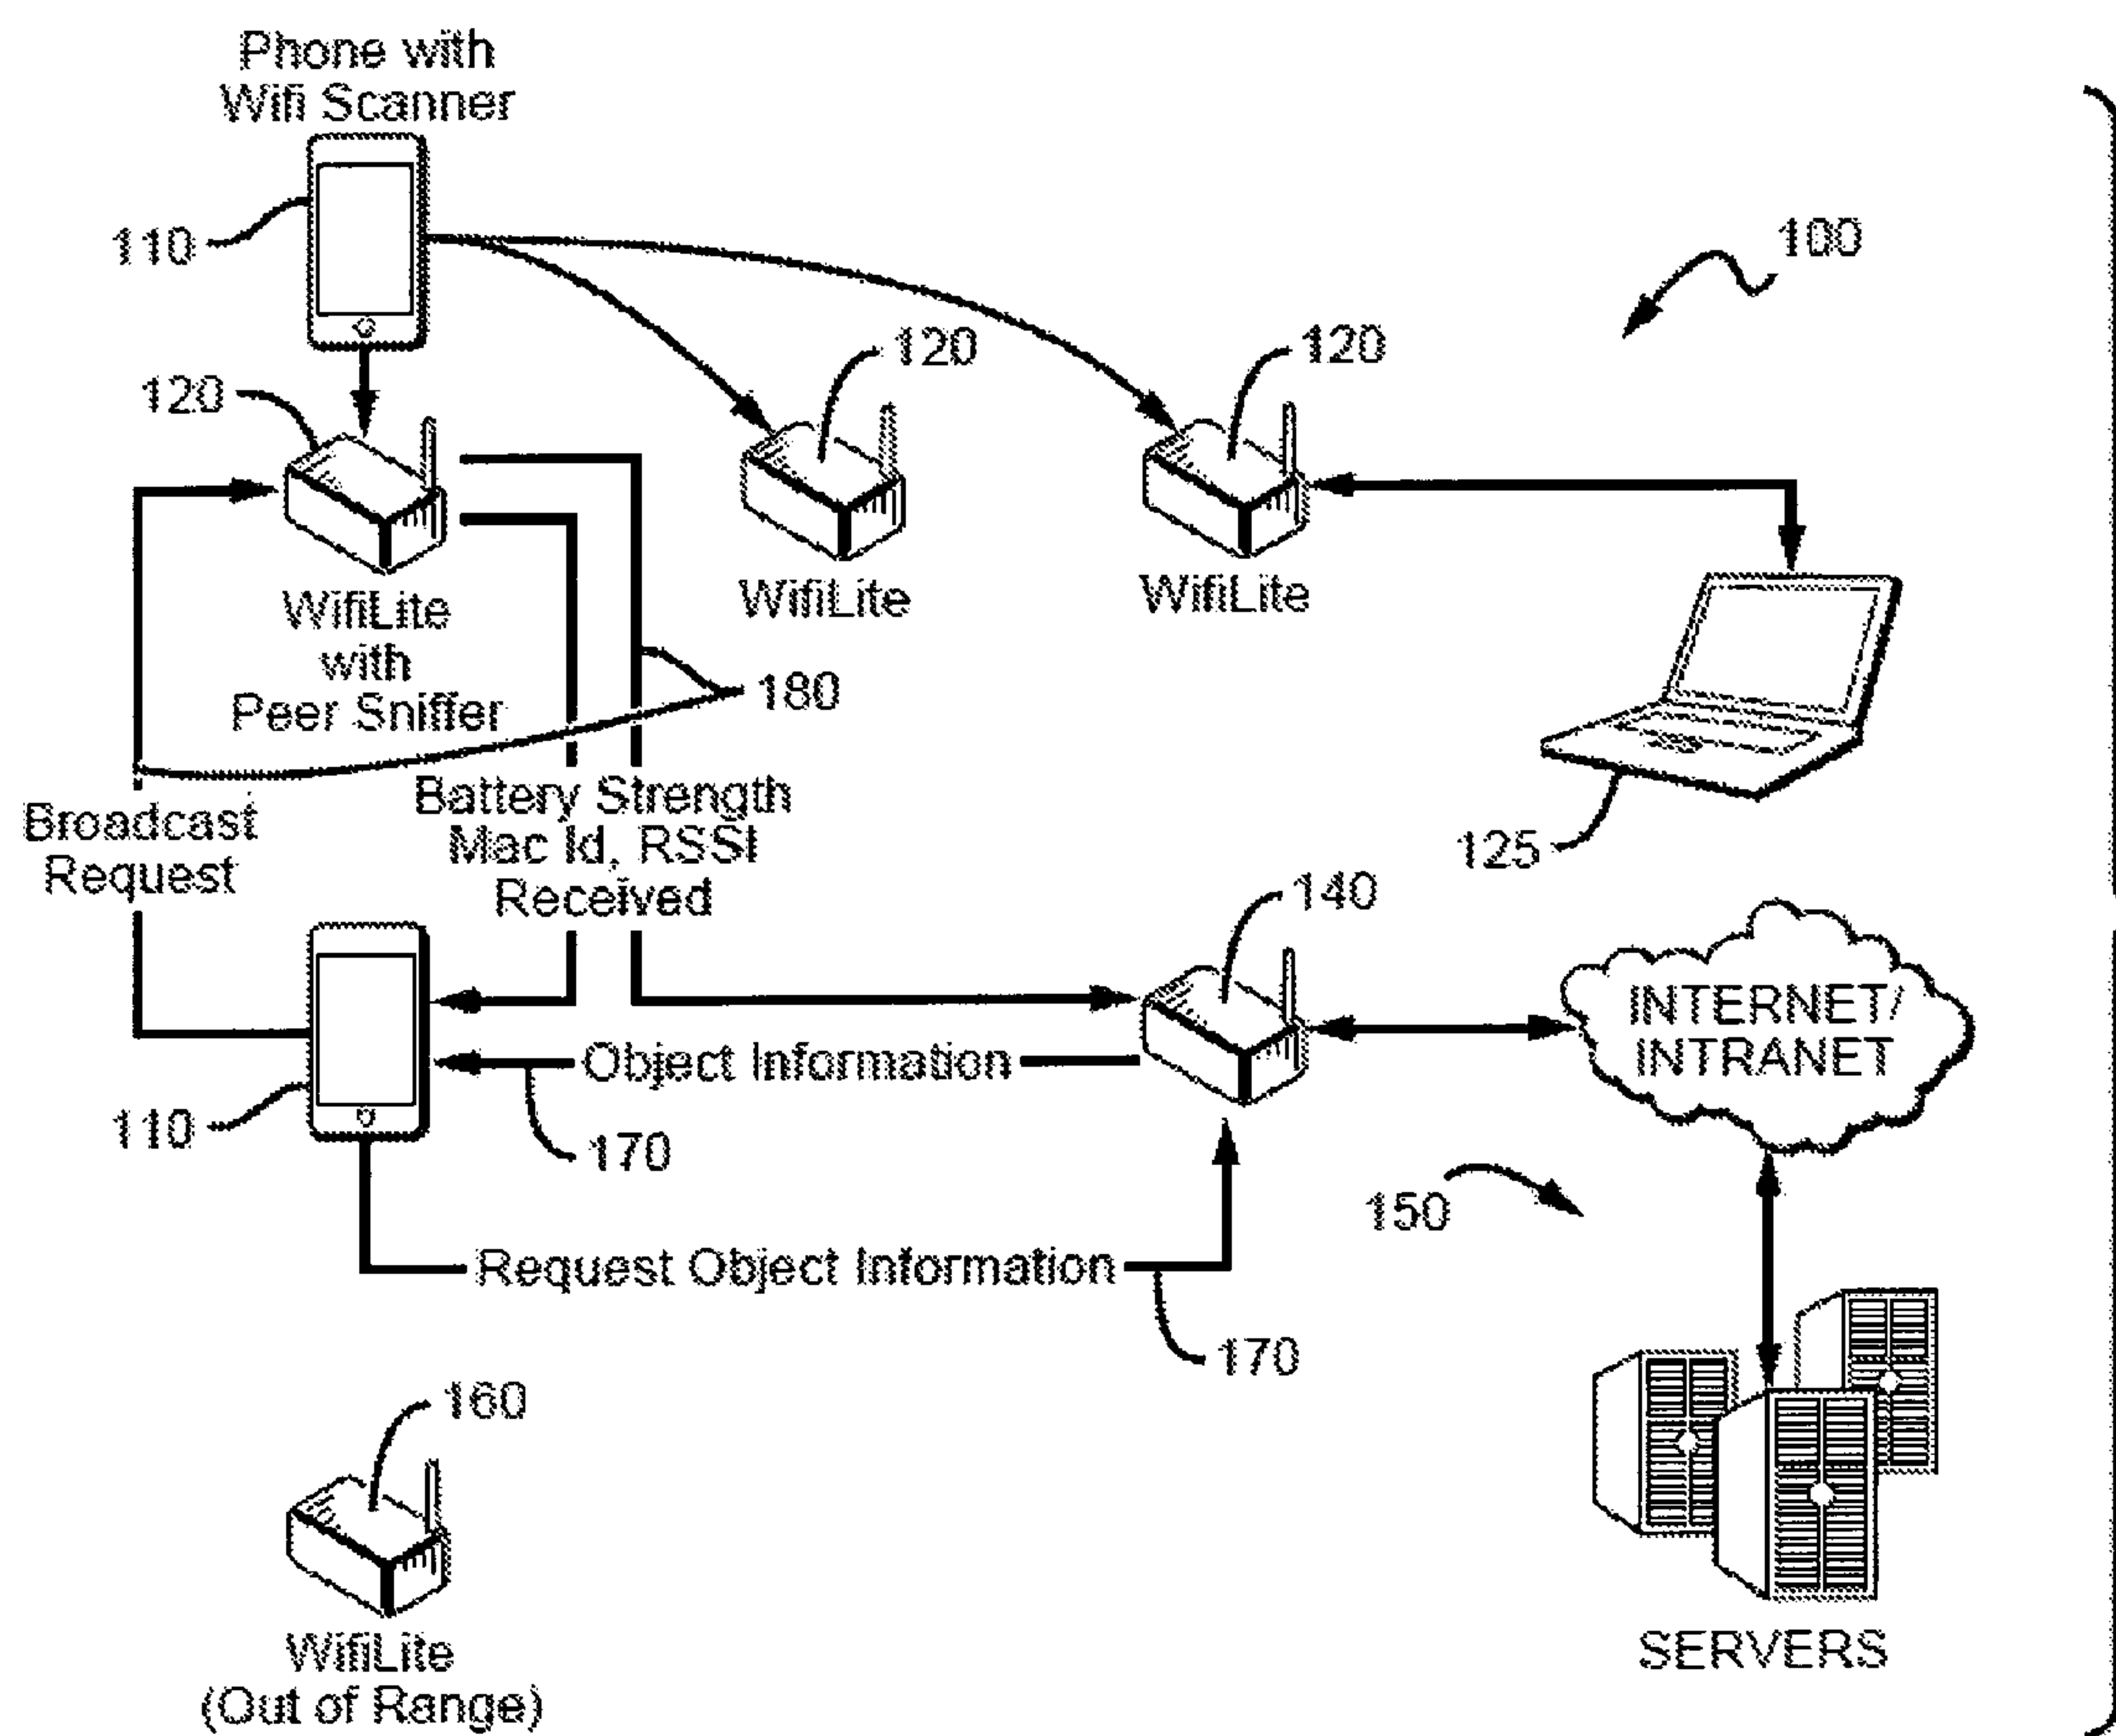 Phone with
Wifi Scanner
110
100
120
120
120
WifiLite
with
Peer Sniffer
WifiLite
WifiLite
180
125
Broadcast
Request
Battery Strength
Mac Id, RSSI
Received
140
INTERNET/
INTRANET
Object Information
110
170
150
Request Object Information
170
160
WifiLite
(Out of Range)
SERVERS